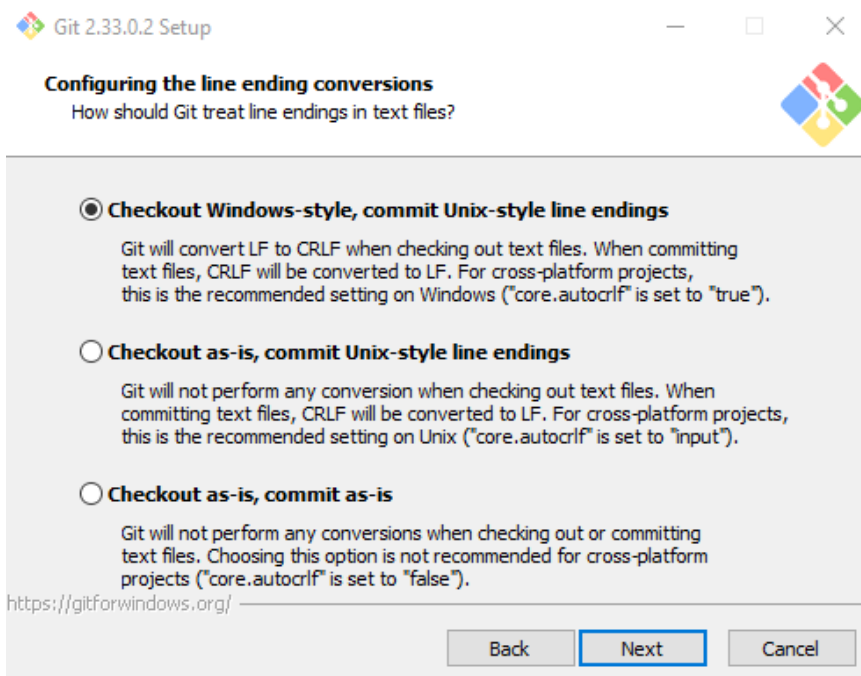 Git 2.33.0.2 Setup
Configuring the line ending conversions
How should Git treat line endings in text files?
Checkout Windows-style, commit Unix-style line endings
Git will convert LF to CRLF when checking out text files. When committing
text files, CRLF will be converted to LF. For cross-platform projects,
this is the recommended setting on Windows ("core.autocrlf" is set to "true").
Checkout as-is, commit Unix-style line endings
Git will not perform any conversion when checking out text files. When
committing text files, CRLF will be converted to LF. For cross-platform projects,
this is the recommended setting on Unix ("core.autocrlf" is set to "input").
Checkout as-is, commit as-is
Git will not perform any conversions when checking out or committing
text files. Choosing this option is not recommended for cross-platform
projects ("core.autocrlf" is set to "false").
https://gitforwindows.org/
Back Next Cancel